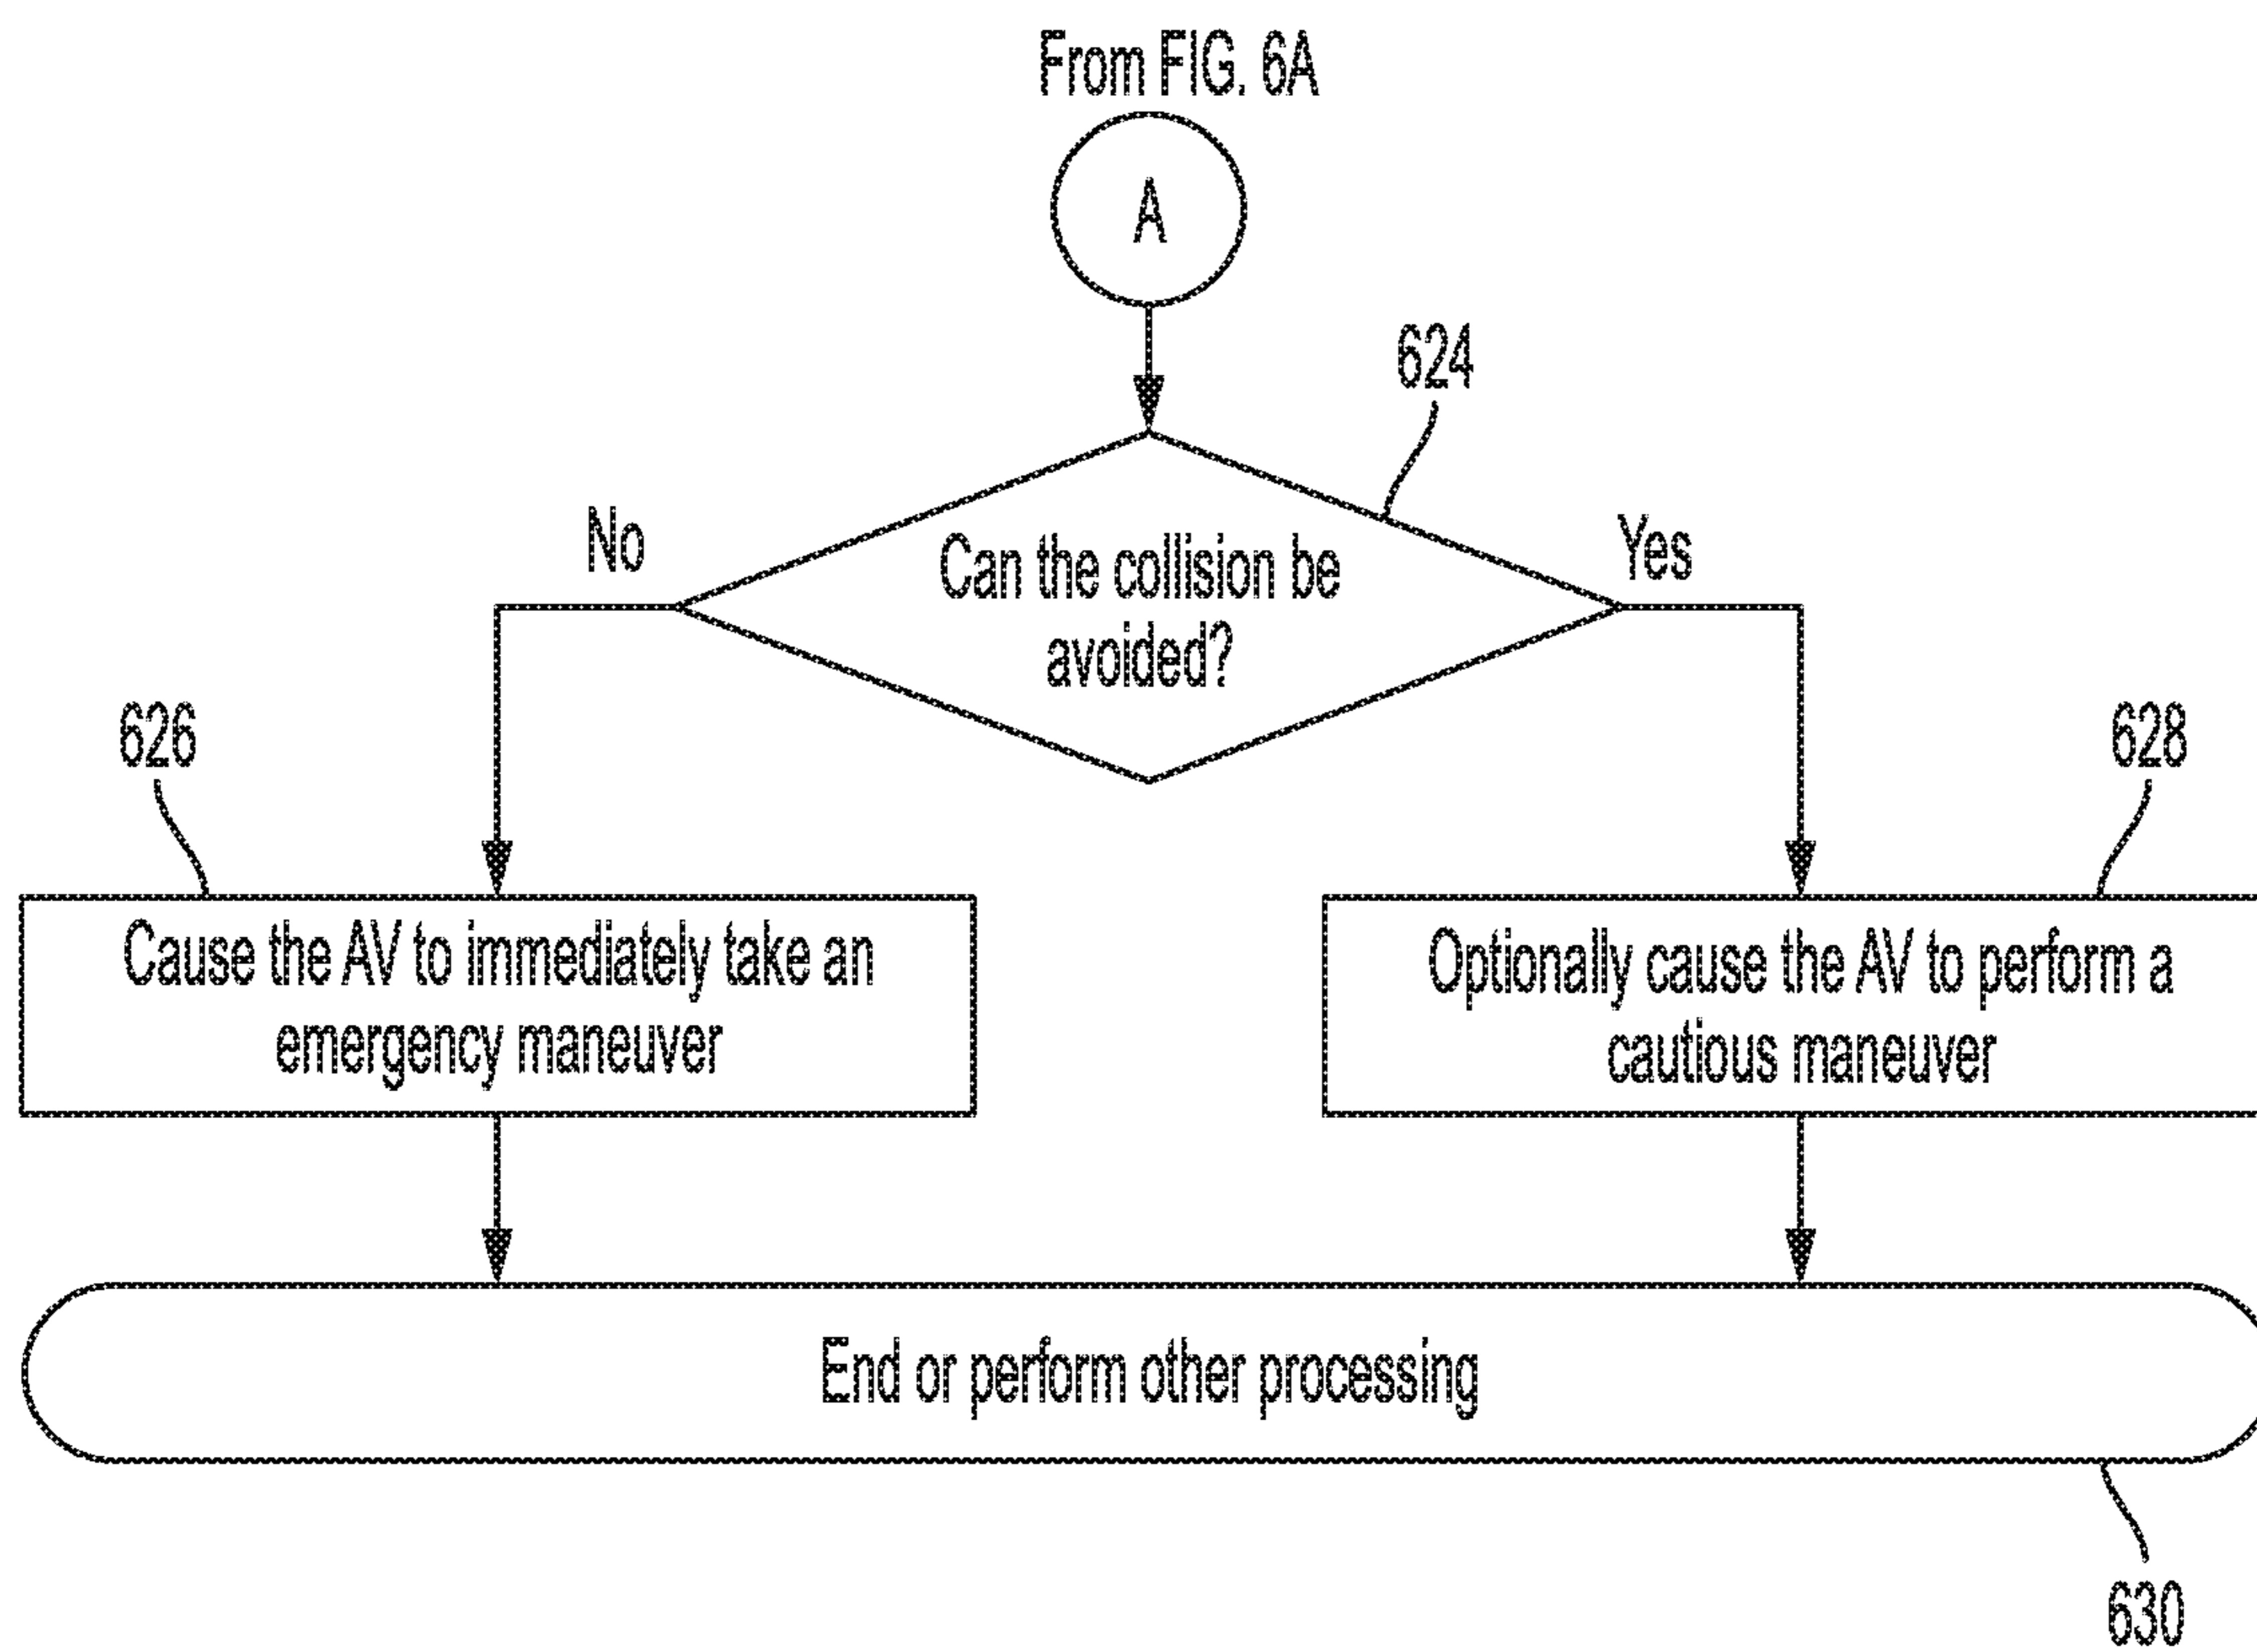 From FIG. 6A
A
624
No
Yes
Can the collision be
avoided?
626
628
Cause the AV to immediately take an
emergency maneuver
Optionally cause the AV to perform a
cautious maneuver
End or perform other processing
630